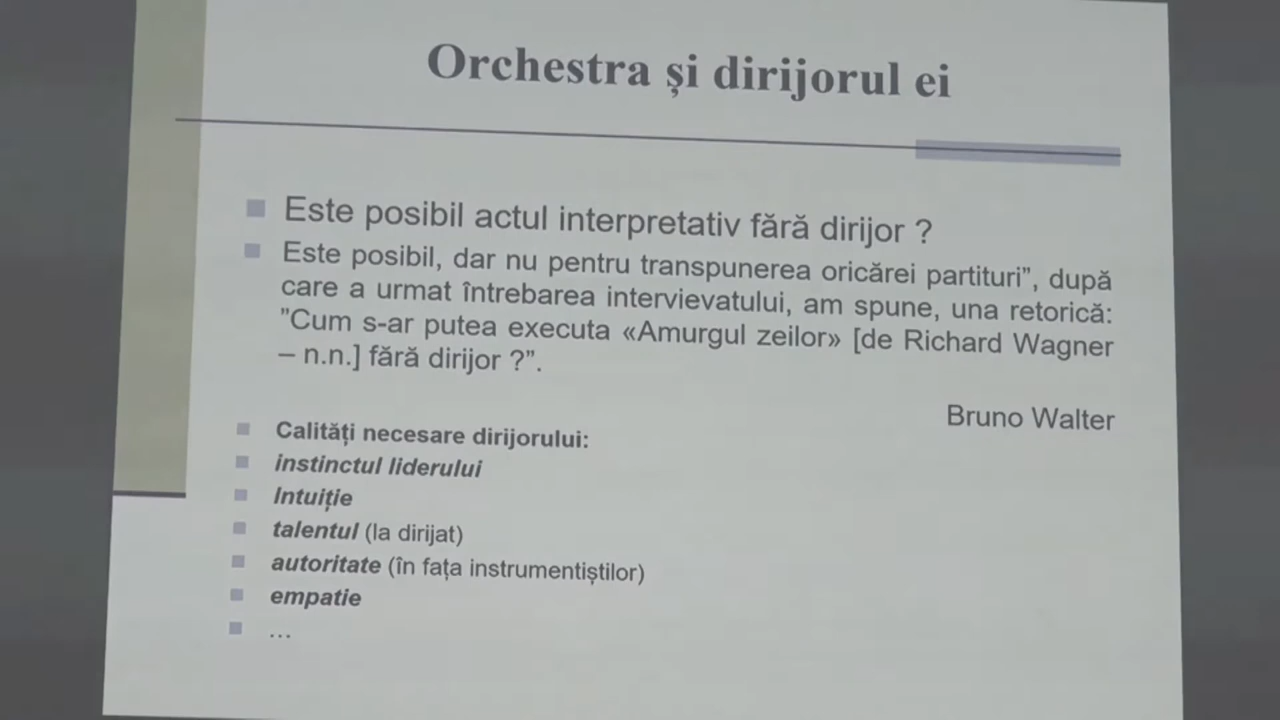 Orchestra și dirijorul ei
Este posibil actul interpretativ fără dirijor ?
Este posibil, dar nu pentru transpunerea oricărei partituri”, după
care a urmat întrebarea intervievatului, am spune, una retorică:
”Cum s-ar putea executa «Amurgul zeilor» [de Richard Wagner
– n.n.] fără dirijor ?”.
Bruno Walter
Calități necesare dirijorului:
instinctul liderului
Intuiție
talentul (la dirijat)
autoritate (în fața instrumentiștilor)
empatie
...